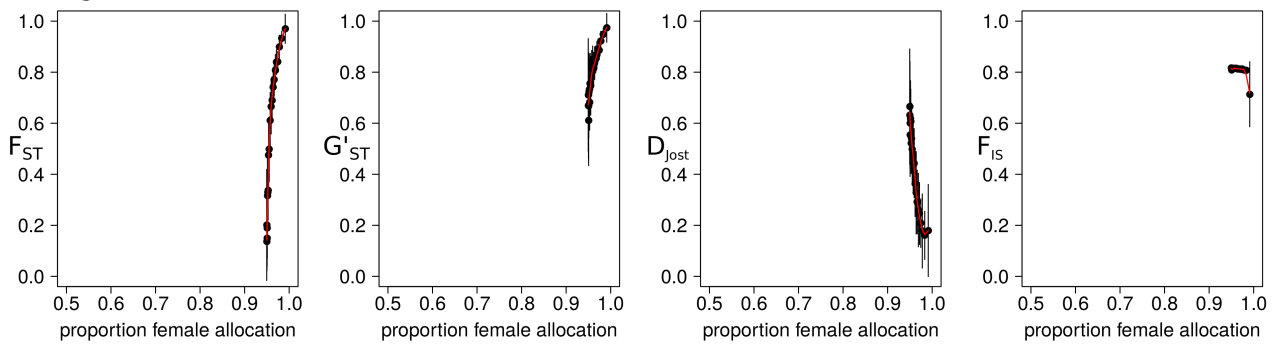 1.0 1.0 1.0 1.0
0.8 0.8 0.8 0.8
0.6 0.6 0.6 0.6
FST G'ST DJost FIS
0.4 0.4 0.4 0.4
0.2 0.2 0.2 0.2
0.0 0.0 0.0 0.0
0.5 0.6 0.7 0.8 0.9 1.0 0.5 0.6 0.7 0.8 0.9 1.0 0.5 0.6 0.7 0.8 0.9 1.0 0.5 0.6 0.7 0.8 0.9 1.0
proportion female allocation proportion female allocation proportion female allocation proportion female allocation